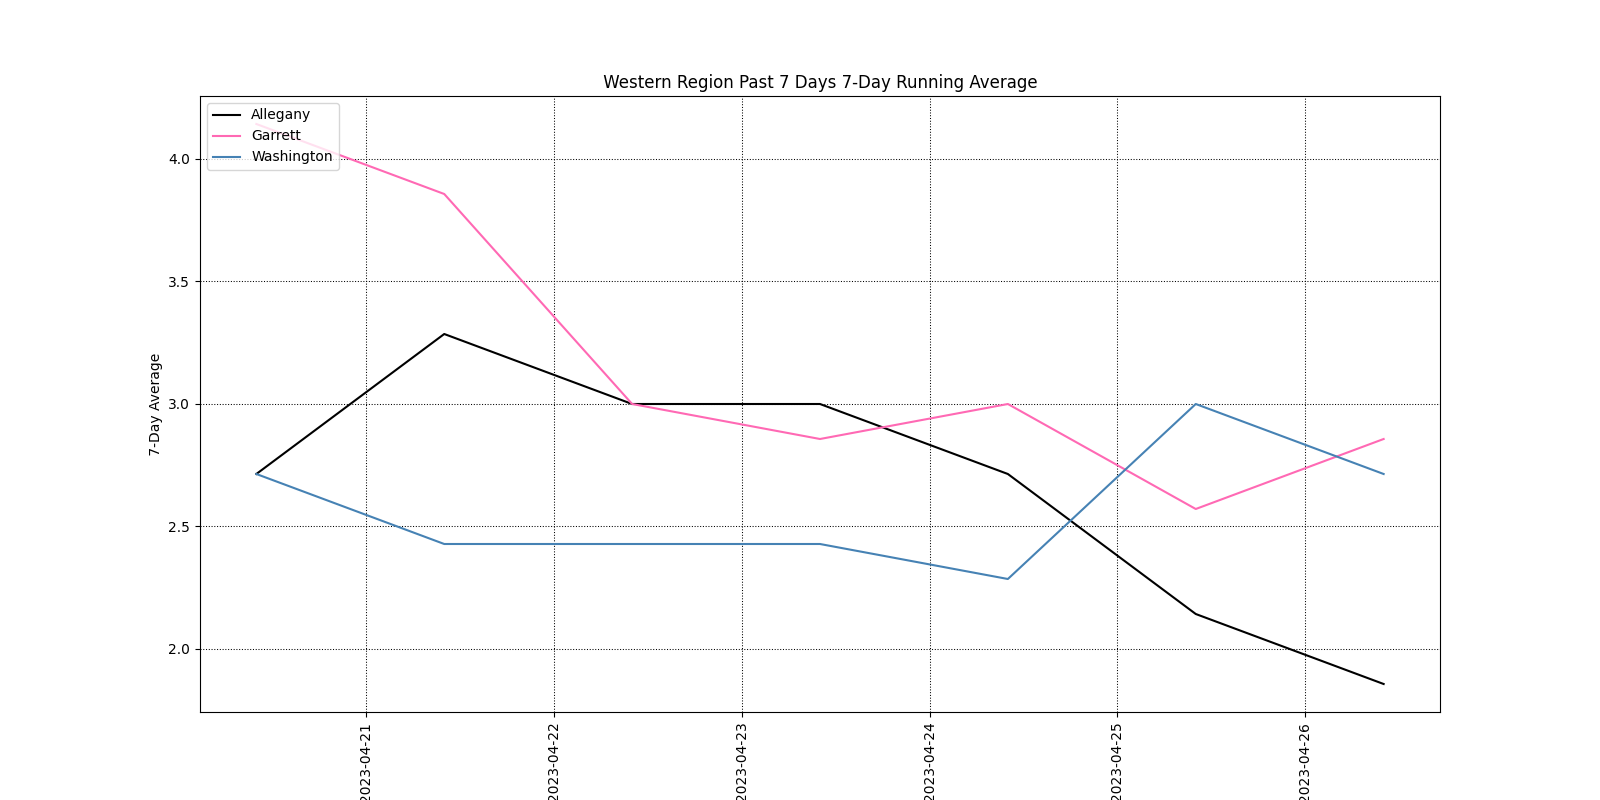 Western Region Past 7 Days 7-Day Running Average
Allegany
Garrett
Washington
7-Day Average
4.0
3.5
3.0
2.5
2.0
2023-04-21
2023-04-22
2023-04-23
2023-04-24
2023-04-25
2023-04-26